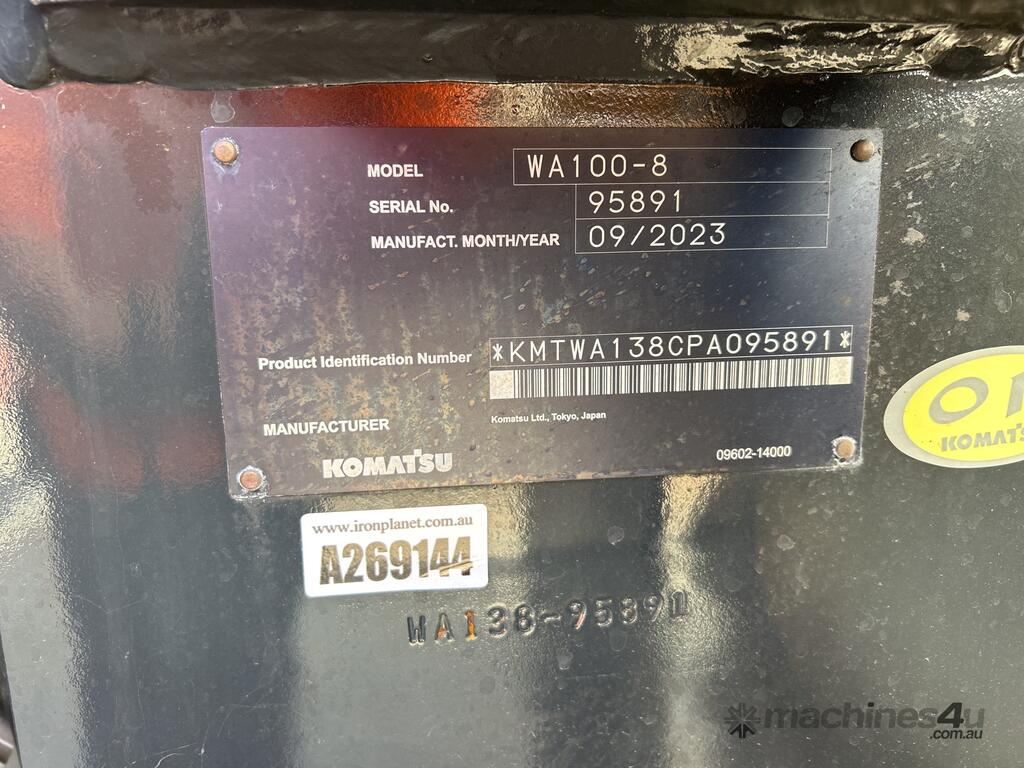 MODEL WA100-8
SERIAL No. 95891
MANUFACT. MONTH/YEAR 09/2023
Product Identification Number *KMTWA138CPA095891*
MANUFACTURER Komatsu Ltd., Tokyo, Japan
KOMATSU 09602-14000
KOMATSU
www.ironplanet.com.au
A269144
WA138-95891
machines4u
.com.au